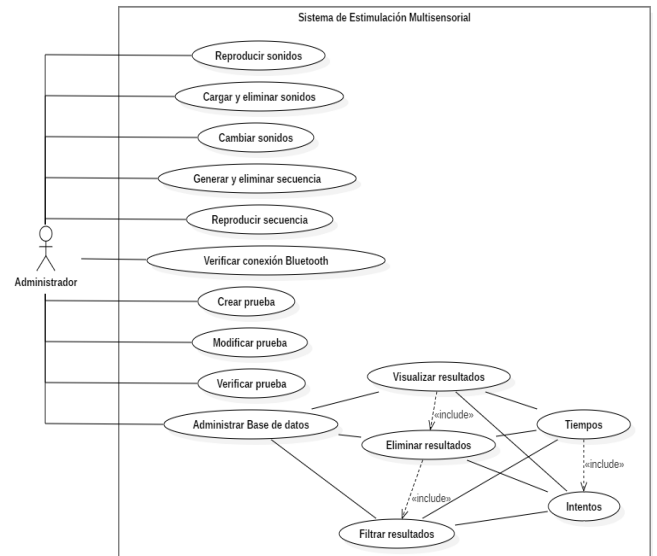 Sistema de Estimulación Multisensorial
Reproducir sonidos
Cargar y eliminar sonidos
Cambiar sonidos
Generar y eliminar secuencia
Reproducir secuencia
Verificar conexión Bluetooth
Administrador
Crear prueba
Modificar prueba
Verificar prueba
Visualizar resultados
«include»
Administrar Base de datos
Tiempos
Eliminar resultados
«include»
«include»
Intentos
Filtrar resultados